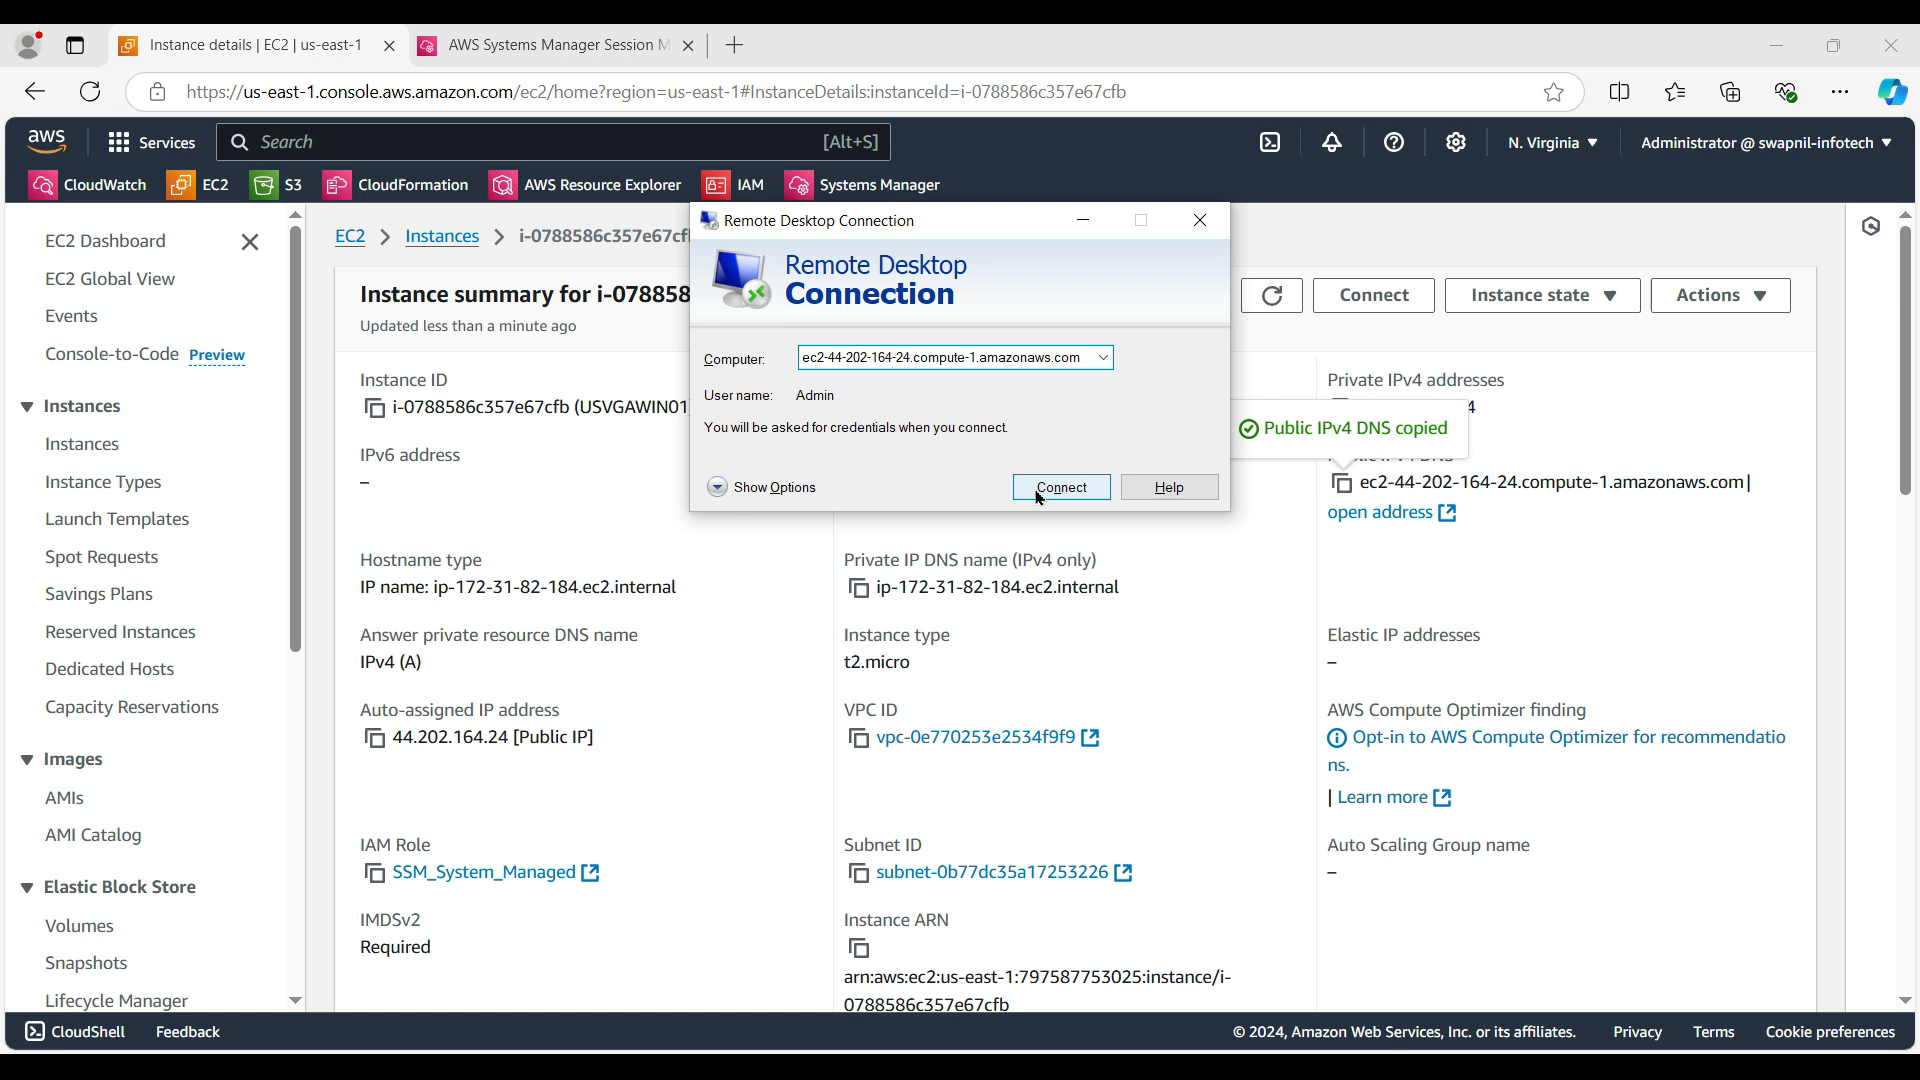 Instance details | EC2 | us-east-1
AWS Systems Manager Session M
https://us-east-1.console.aws.amazon.com/ec2/home?region=us-east-1#InstanceDetails:instanceId=i-0788586c357e67cfb
aws
Services
Search
[Alt+S]
N. Virginia
Administrator @ swapnil-infotech
CloudWatch
EC2
S3
CloudFormation
AWS Resource Explorer
IAM
Systems Manager
EC2 Dashboard
EC2 Global View
Events
Console-to-Code Preview
Instances
Instances
Instance Types
Launch Templates
Spot Requests
Savings Plans
Reserved Instances
Dedicated Hosts
Capacity Reservations
Images
AMIs
AMI Catalog
Elastic Block Store
Volumes
Snapshots
Lifecycle Manager
EC2 > Instances > i-0788586c357e67cfl
Instance summary for i-078858
Updated less than a minute ago
Connect
Instance state
Actions
Remote Desktop Connection
Remote Desktop
Connection
Computer:
ec2-44-202-164-24.compute-1.amazonaws.com
User name: Admin
You will be asked for credentials when you connect.
Show Options
Connect
Help
Instance ID
i-0788586c357e67cfb (USVGAWIN01
Private IPv4 addresses
4
Public IPv4 DNS copied
IPv6 address
–
ec2-44-202-164-24.compute-1.amazonaws.com |
open address
Hostname type
IP name: ip-172-31-82-184.ec2.internal
Private IP DNS name (IPv4 only)
ip-172-31-82-184.ec2.internal
Answer private resource DNS name
IPv4 (A)
Instance type
t2.micro
Elastic IP addresses
–
Auto-assigned IP address
44.202.164.24 [Public IP]
VPC ID
vpc-0e770253e2534f9f9
AWS Compute Optimizer finding
Opt-in to AWS Compute Optimizer for recommendatio
ns.
| Learn more
IAM Role
SSM_System_Managed
Subnet ID
subnet-0b77dc35a17253226
Auto Scaling Group name
–
IMDSv2
Required
Instance ARN
arn:aws:ec2:us-east-1:797587753025:instance/i-
0788586c357e67cfb
CloudShell
Feedback
© 2024, Amazon Web Services, Inc. or its affiliates.
Privacy
Terms
Cookie preferences